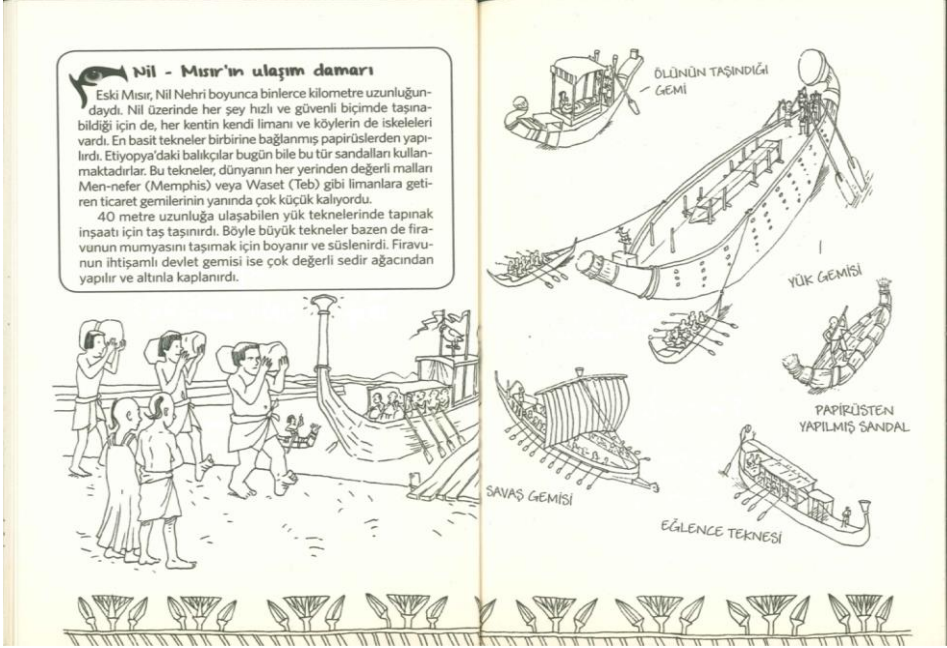 Nil - Mısır'ın ulaşım damarı
Eski Mısır, Nil Nehri boyunca binlerce kilometre uzunluğun-
daydı. Nil üzerinde her şey hızlı ve güvenli biçimde taşına-
bildiği için de, her kentin kendi limanı ve köylerin de iskeleleri
vardı. En basit tekneler birbirine bağlanmış papirüslerden yapı-
lırdı. Etiyopya'daki balıkçılar bugün bile bu tür sandalları kullan-
maktadırlar. Bu tekneler, dünyanın her yerinden değerli malları
Men-nefer (Memphis) veya Waset (Teb) gibi limanlara geti-
ren ticaret gemilerinin yanında çok küçük kalıyordu.
40 metre uzunluğa ulaşabilen yük teknelerinde tapınak
inşaatı için taş taşınırdı. Böyle büyük tekneler bazen de fira-
vunun mumyasını taşımak için boyanır ve süslenirdi. Firavu-
nun ihtişamlı devlet gemisi ise çok değerli sedir ağacından
yapılır ve altınla kaplanırdı.
ÖLÜNÜN TAŞINDIĞI
GEMİ
YÜK GEMİSİ
PAPİRÜSTEN
YAPILMIŞ SANDAL
SAVAŞ GEMİSİ
EĞLENCE TEKNESİ